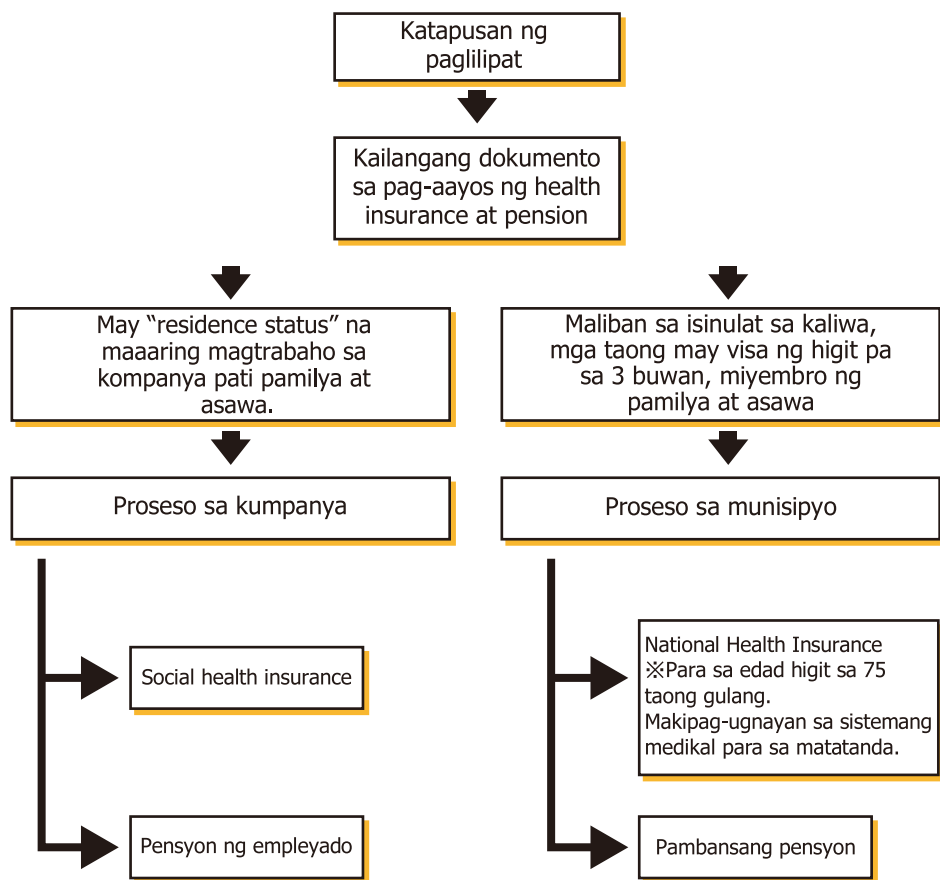 Katapusan ng
paglilipat
Kailangang dokumento
sa pag-aayos ng health
insurance at pension
May “residence status” na
maaaring magtrabaho sa
kompanya pati pamilya at
asawa.
Maliban sa isinulat sa kaliwa,
mga taong may visa ng higit pa
sa 3 buwan, miyembro ng
pamilya at asawa
Proseso sa kumpanya
Proseso sa munisipyo
Social health insurance
National Health Insurance
※Para sa edad higit sa 75
taong gulang.
Makipag-ugnayan sa sistemang
medikal para sa matatanda.
Pensyon ng empleyado
Pambansang pensyon